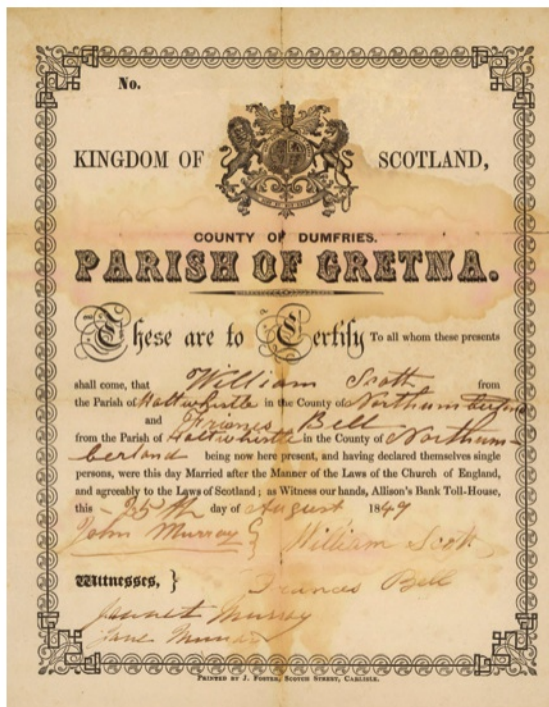 No.
KINGDOM OF SCOTLAND,
COUNTY OF DUMFRIES.
PARISH OF GRETNA.
These are to Certify To all whom these presents
shall come, that William Scott from
the Parish of Haltwhistle in the County of Northumberland
and Francis Bell
from the Parish of Haltwhistle in the County of Northum-
berland being now here present, and having declared themselves single
persons, were this day Married after the Manner of the Laws of the Church of England,
and agreeably to the Laws of Scotland; as Witness our hands, Allison's Bank Toll-House,
this 25th day of August 1849
John Murray William Scott
Witnesses, } Frances Bell
Jannet Murray
Jane
PRINTED BY J. FOSTER, SCOTCH STREET, CARLISLE.